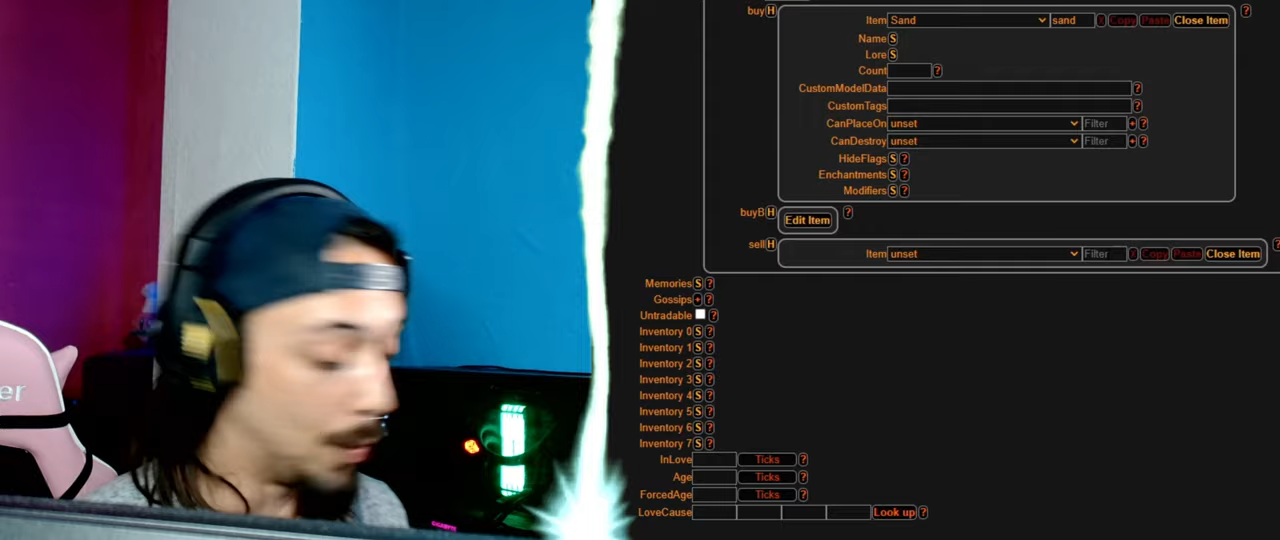 buy H ?
Item Sand sand X Copy Paste Close Item
Name S
Lore S
Count ?
CustomModelData ?
CustomTags ?
CanPlaceOn unset Filter + ?
CanDestroy unset Filter + ?
HideFlags S ?
Enchantments S ?
Modifiers S ?
buyB H Edit Item ?
sell H ?
Item unset Filter Copy Paste Close Item
Memories S ?
Gossips + ?
Untradable ?
Inventory 0 S ?
Inventory 1 S ?
Inventory 2 S ?
Inventory 3 S ?
Inventory 4 S ?
Inventory 5 S ?
Inventory 6 S ?
Inventory 7 S ?
InLove Ticks ?
Age Ticks ?
ForcedAge Ticks ?
LoveCause Look up ?
er
GIGABYTE